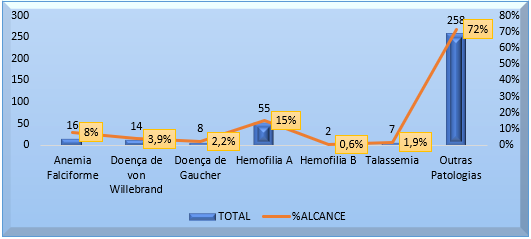 300
250
200
150
100
50
0
80%
70%
60%
50%
40%
30%
20%
10%
0%
16
8%
14
3,9%
8
2,2%
55
15%
2
0,6%
7
1,9%
258
72%
Anemia
Falciforme
Doença de
von
Willebrand
Doença de
Gaucher
Hemofilia A
Hemofilia B
Talassemia
Outras
Patologias
TOTAL
%ALCANCE